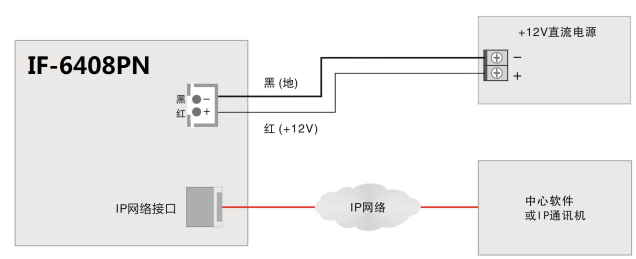 +12V直流电源
IF-6408PN
−
+
黑 (地)
黑 −
红 +
红 (+12V)
IP网络接口
IP网络
中心软件
或IP通讯机